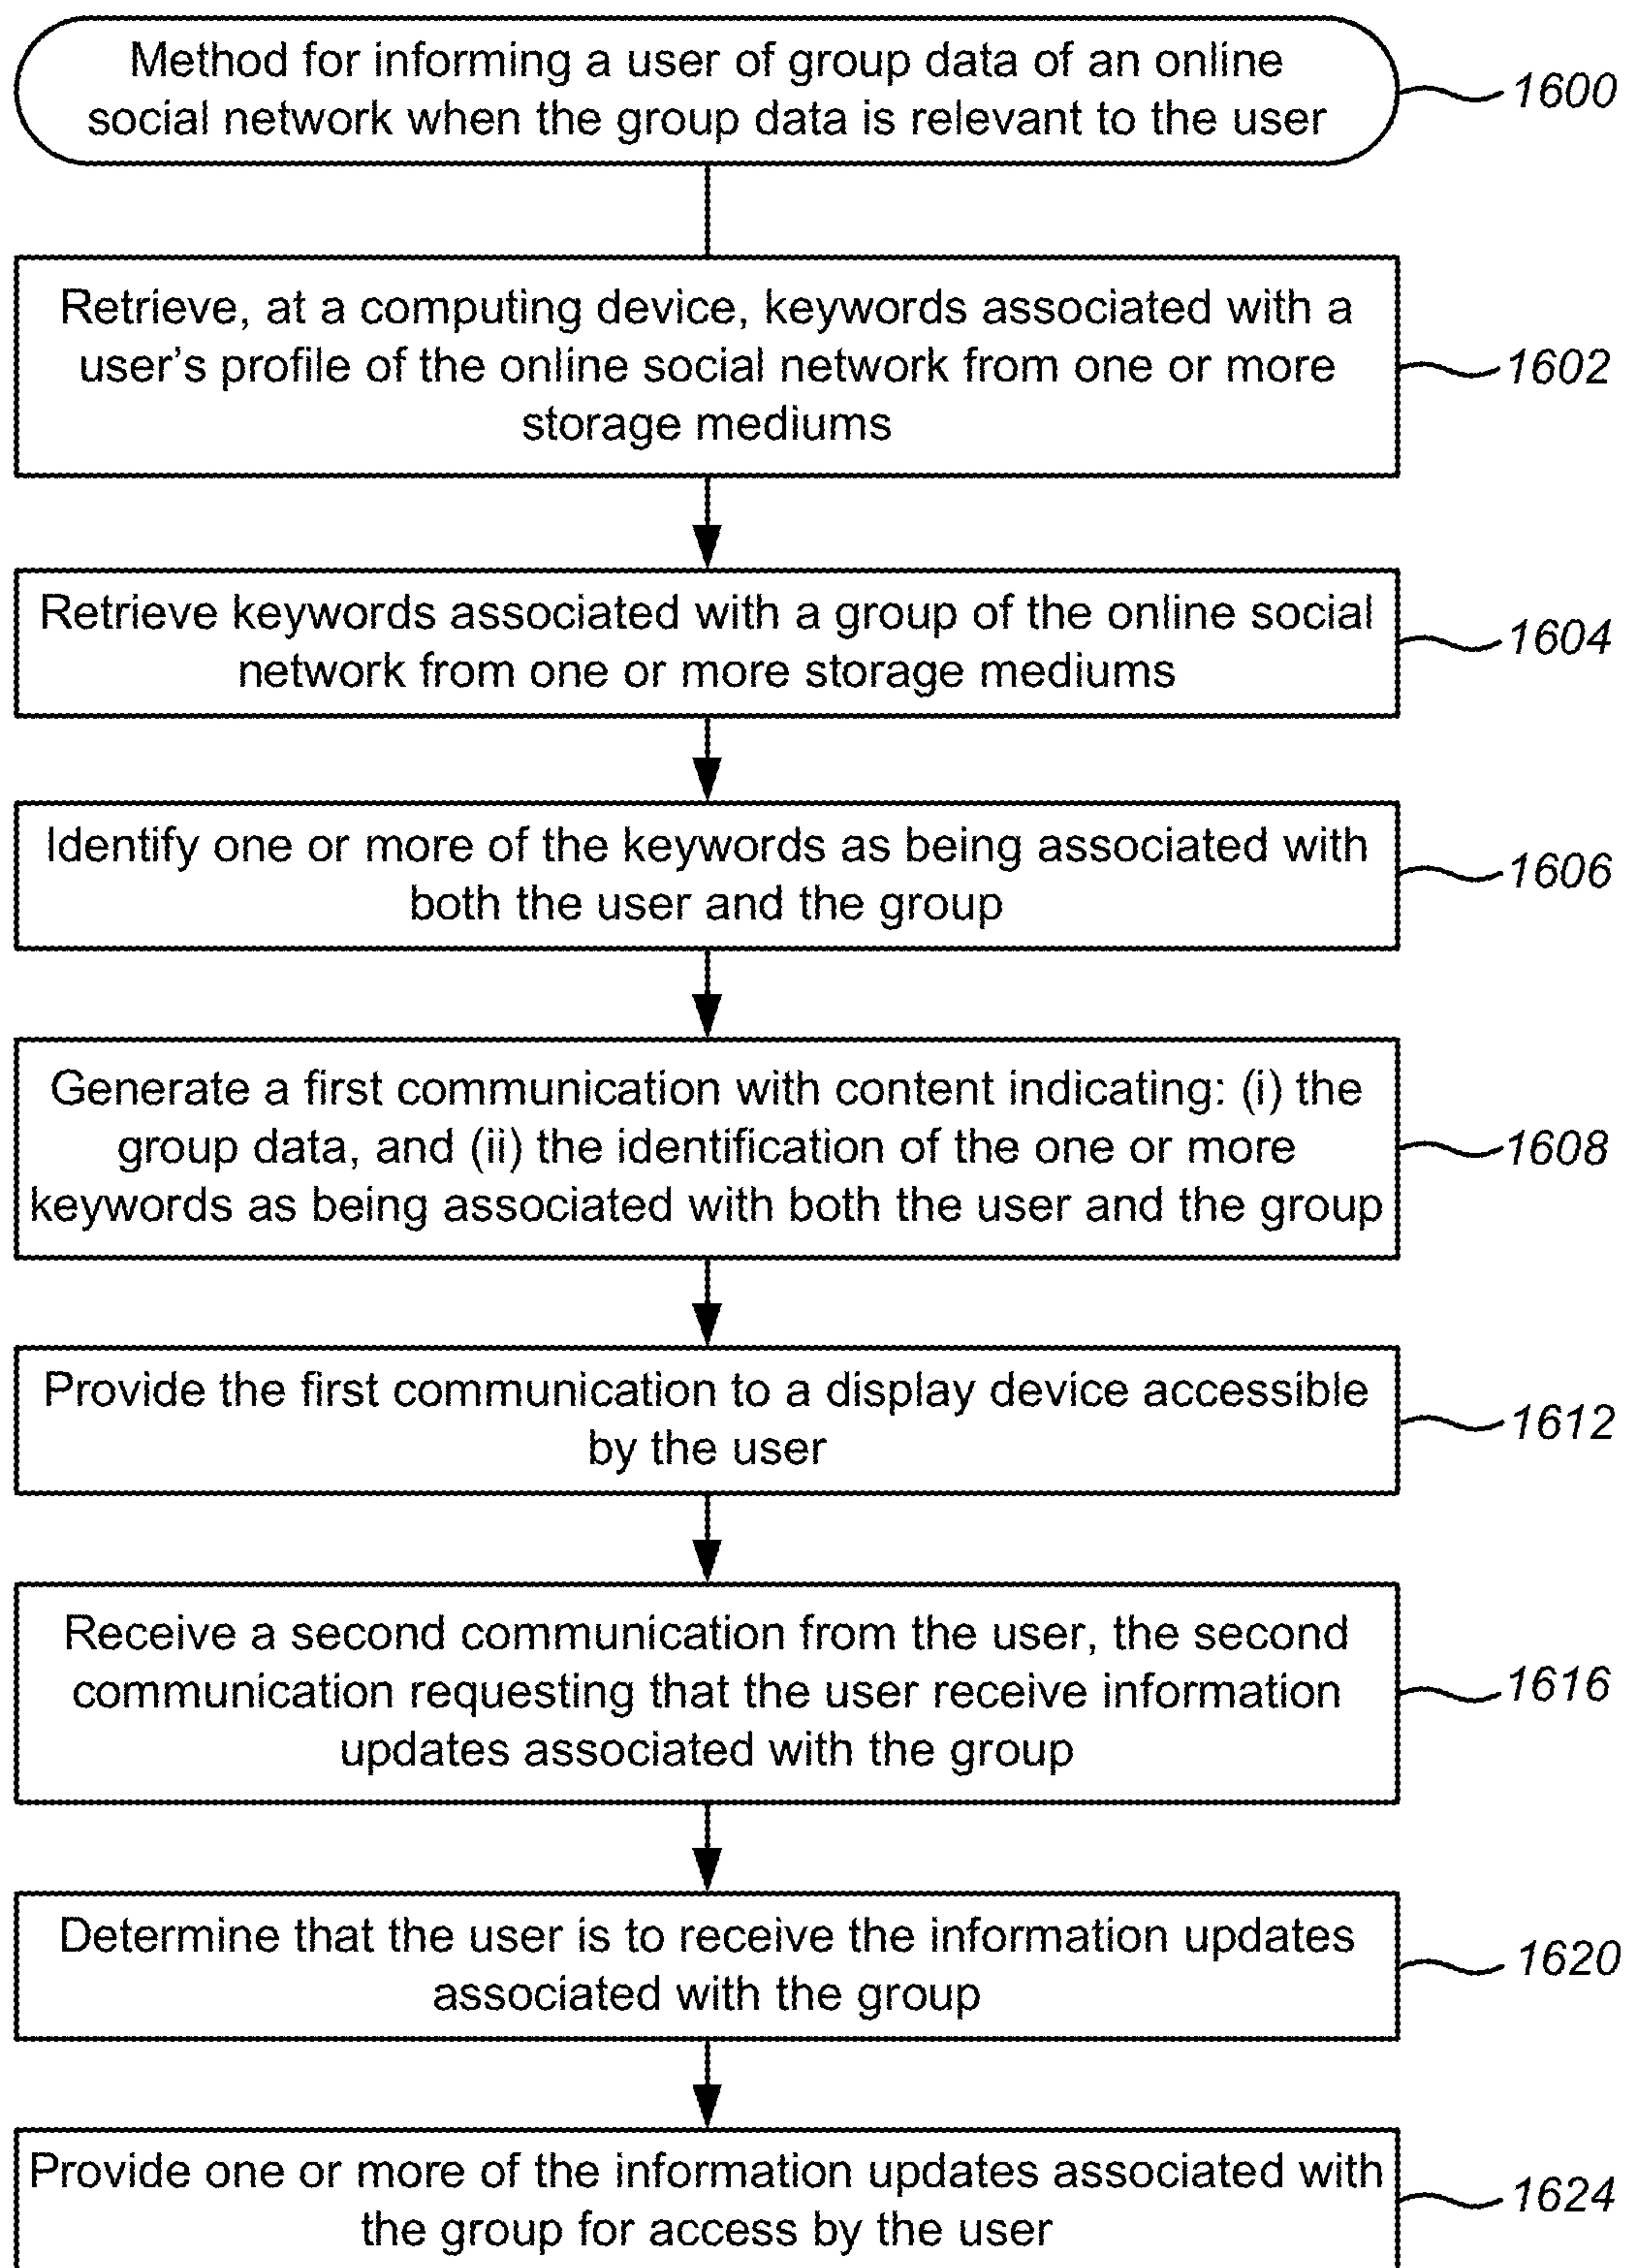 Method for informing a user of group data of an online
social network when the group data is relevant to the user
1600
Retrieve, at a computing device, keywords associated with a
user's profile of the online social network from one or more
storage mediums
1602
Retrieve keywords associated with a group of the online social
network from one or more storage mediums
1604
Identify one or more of the keywords as being associated with
both the user and the group
1606
Generate a first communication with content indicating: (i) the
group data, and (ii) the identification of the one or more
keywords as being associated with both the user and the group
1608
Provide the first communication to a display device accessible
by the user
1612
Receive a second communication from the user, the second
communication requesting that the user receive information
updates associated with the group
1616
Determine that the user is to receive the information updates
associated with the group
1620
Provide one or more of the information updates associated with
the group for access by the user
1624